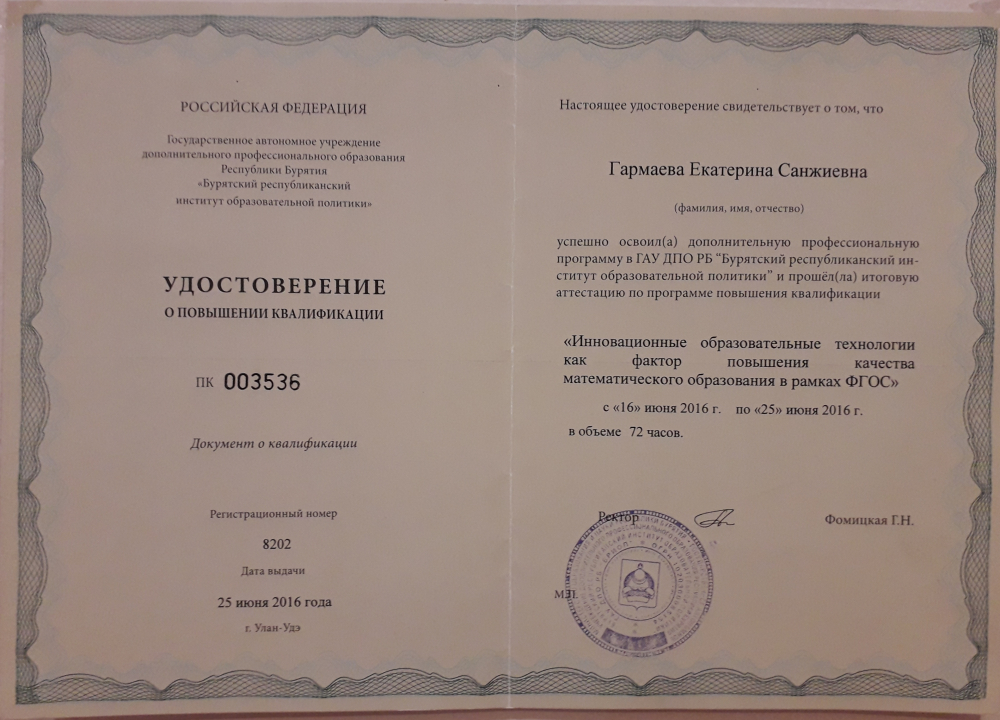 РОССИЙСКАЯ ФЕДЕРАЦИЯ
Государственное автономное учреждение
дополнительного профессионального образования
Республики Бурятия
«Бурятский республиканский
институт образовательной политики»
УДОСТОВЕРЕНИЕ
О ПОВЫШЕНИИ КВАЛИФИКАЦИИ
ПК 003536
Документ о квалификации
Регистрационный номер
8202
Дата выдачи
25 июня 2016 года
г. Улан-Удэ
Настоящее удостоверение свидетельствует о том, что
Гармаева Екатерина Санжиевна
(фамилия, имя, отчество)
успешно освоил(а) дополнительную профессиональную
программу в ГАУ ДПО РБ "Бурятский республиканский ин-
ститут образовательной политики" и прошёл(ла) итоговую
аттестацию по программе повышения квалификации
«Инновационные образовательные технологии
как фактор повышения качества
математического образования в рамках ФГОС»
с «16» июня 2016 г. по «25» июня 2016 г.
в объеме 72 часов.
Ректор
Фомицкая Г.Н.
М.П.